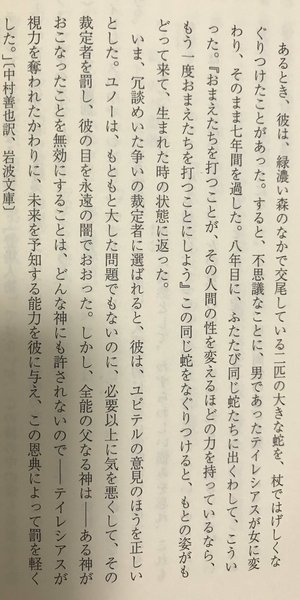 あるとき、彼は、緑濃い森のなかで交尾している二匹の大きな蛇を、杖ではげしくな
ぐりつけたことがあった。すると、不思議なことに、男であったテイレシアスが女に変
わり、そのまま七年間を過した。八年目に、ふたたび同じ蛇たちに出くわして、こうい
った。『おまえたちを打つことが、その人間の性を変えるほどの力を持っているなら、
もう一度おまえたちを打つことにしよう』この同じ蛇をなぐりつけると、もとの姿がも
どって来て、生まれた時の状態に返った。
いま、冗談めいた争いの裁定者に選ばれると、彼は、ユピテルの意見のほうを正しい
とした。ユノーは、もともと大した問題でもないのに、必要以上に気を悪くして、その
裁定者を罰し、彼の目を永遠の闇でおおった。しかし、全能の父なる神は――ある神が
おこなったことを無効にすることは、どんな神にも許されないので――テイレシアスが
視力を奪われたかわりに、未来を予知する能力を彼に与え、この恩典によって罰を軽く
した。」〔中村善也訳、岩波文庫〕